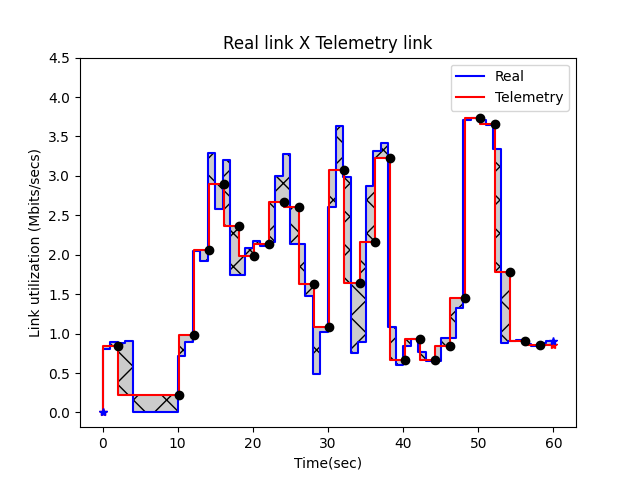 Real link X Telemetry link
Real
Telemetry
Link utilization (Mbits/secs)
4.5
4.0
3.5
3.0
2.5
2.0
1.5
1.0
0.5
0.0
0 10 20 30 40 50 60
Time(sec)